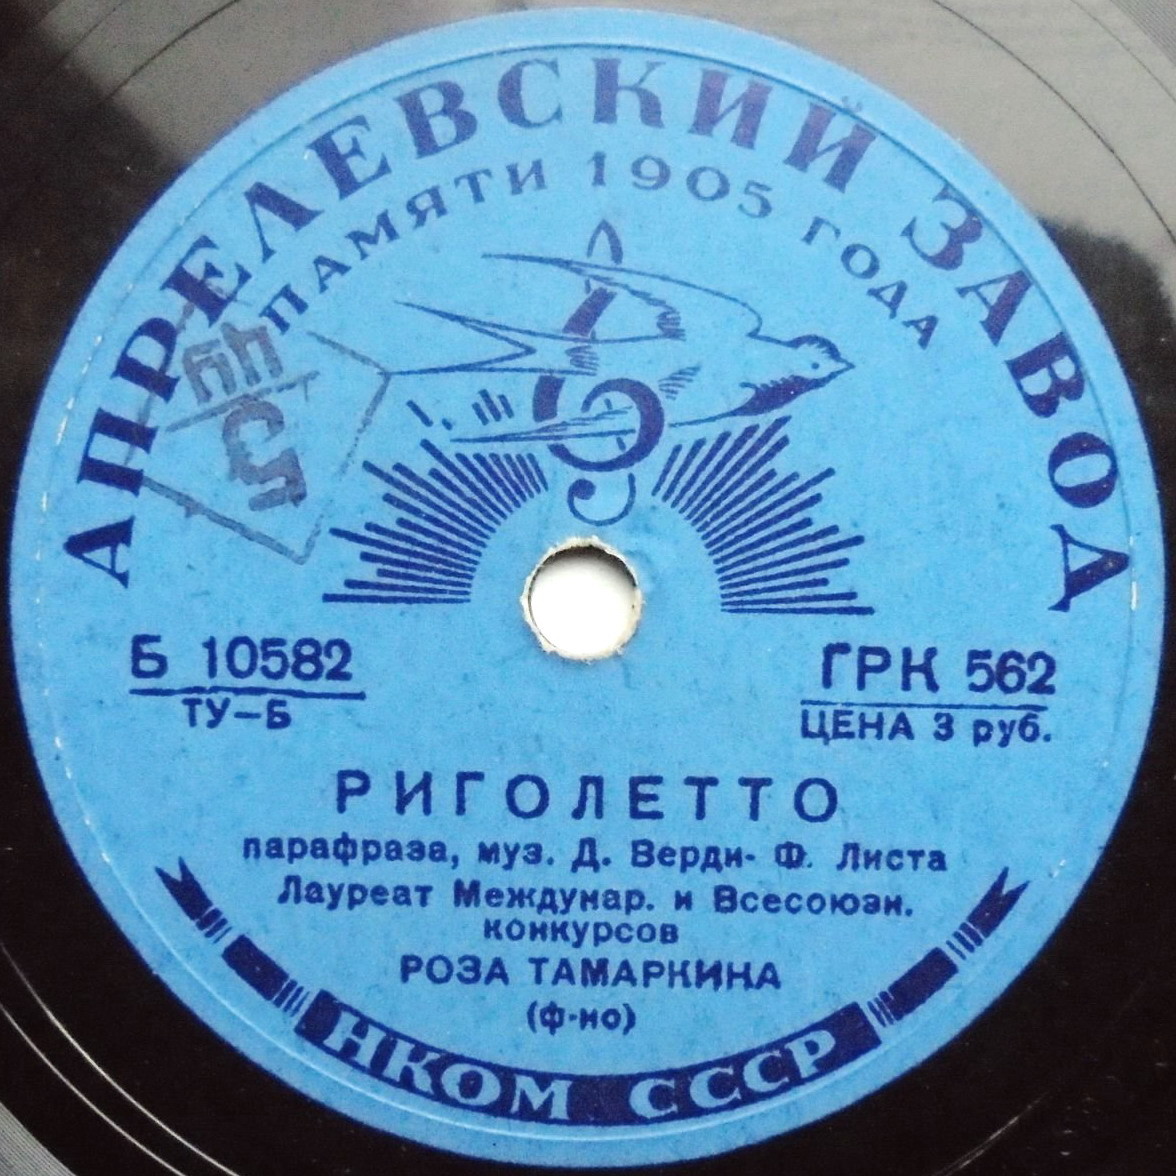 АПРЕЛЕВСКИЙ ЗАВОД
ПАМЯТИ 1905 ГОДА
Б 10582
ТУ–Б
ГРК 562
ЦЕНА 3 руб.
РИГОЛЕТТО
парафраза, муз. Д. Верди- Ф. Листа
Лауреат Междунар. и Всесоюзн.
конкурсов
РОЗА ТАМАРКИНА
(ф-но)
НКОМ СССР